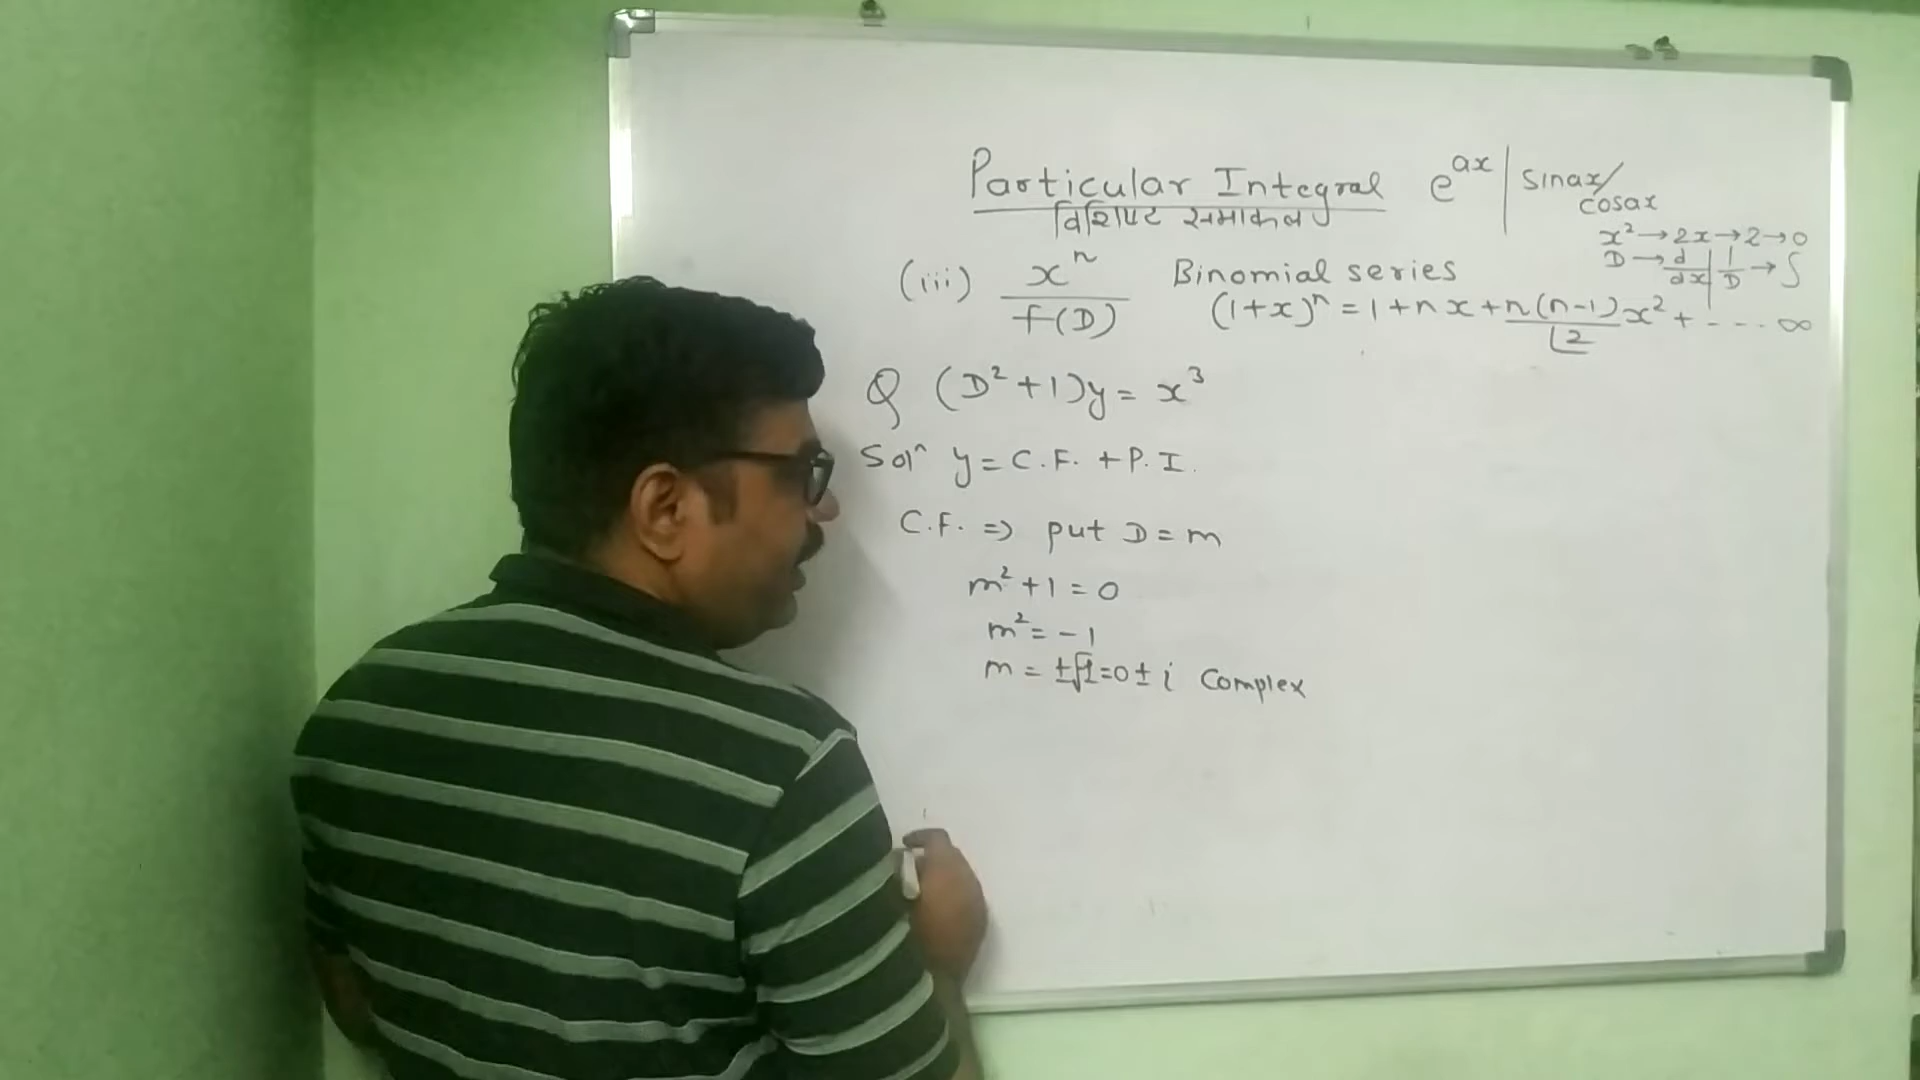 Particular Integral e^{ax} | sinax/cosax
विशिष्ट समाकलन
x² → 2x → 2 → 0
D → d/dx | 1/D → ∫
(iii) x^n / f(D) Binomial series
(1+x)^n = 1 + nx + n(n-1)/⌊2 x² + - - - . ∞
Q (D² + 1)y = x³
Solⁿ y = C.F. + P.I.
C.F. ⇒ put D = m
m² + 1 = 0
m² = - 1
m = ±√-1 = 0 ± i Complex